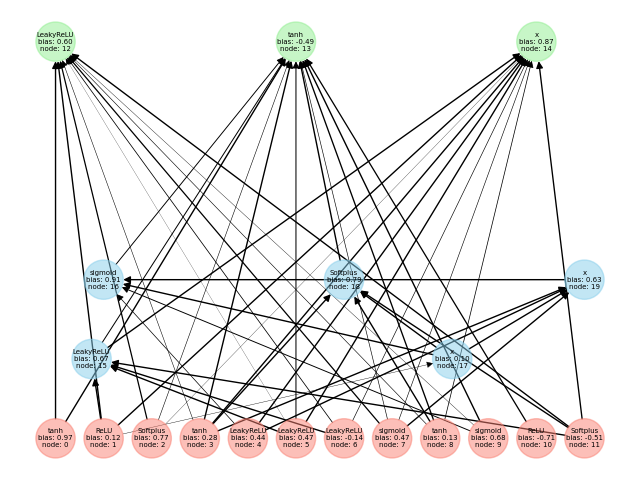 LeakyReLU
bias: 0.60
node: 12
tanh
bias: -0.49
node: 13
x
bias: 0.87
node: 14
sigmoid
bias: 0.91
node: 16
Softplus
bias: 0.79
node: 18
x
bias: 0.63
node: 19
LeakyReLU
bias: 0.67
node: 15
x
bias: 0.10
node: 17
tanh
bias: 0.97
node: 0
ReLU
bias: 0.12
node: 1
Softplus
bias: 0.77
node: 2
tanh
bias: 0.28
node: 3
LeakyReLU
bias: 0.44
node: 4
LeakyReLU
bias: 0.47
node: 5
LeakyReLU
bias: -0.14
node: 6
sigmoid
bias: 0.47
node: 7
tanh
bias: 0.13
node: 8
sigmoid
bias: 0.68
node: 9
ReLU
bias: -0.71
node: 10
Softplus
bias: -0.51
node: 11